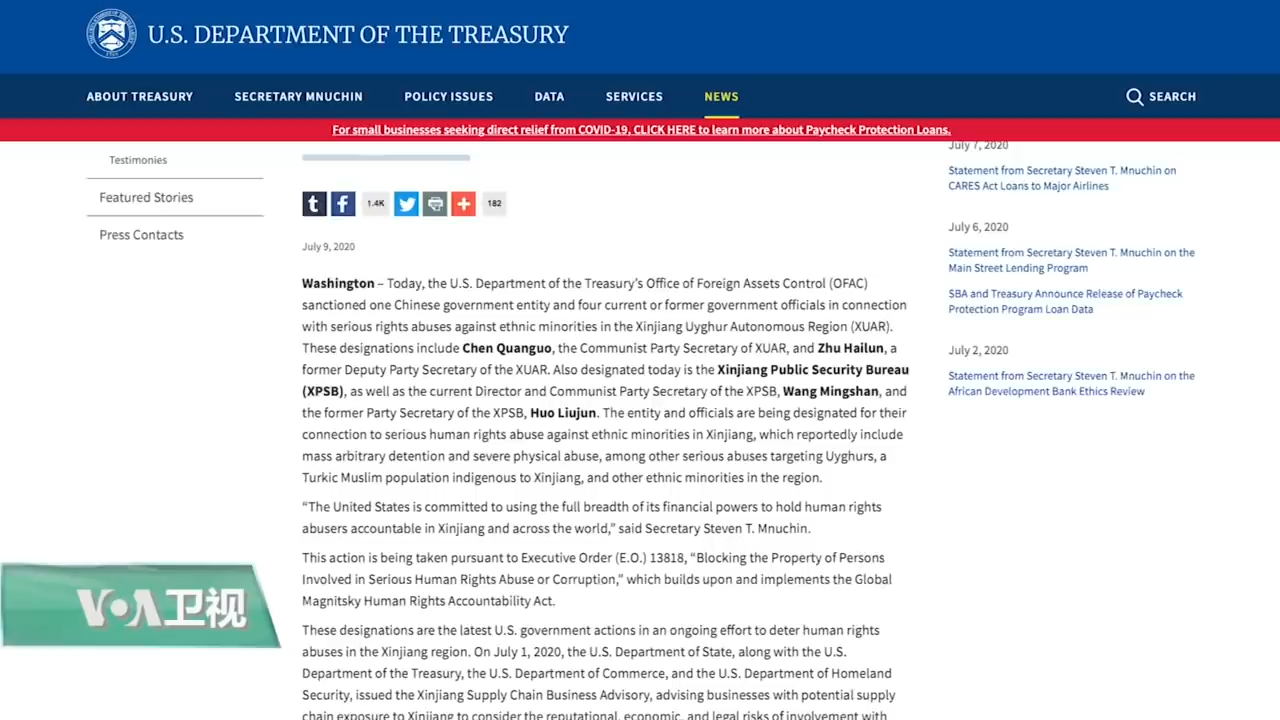 U.S. DEPARTMENT OF THE TREASURY
ABOUT TREASURY SECRETARY MNUCHIN POLICY ISSUES DATA SERVICES NEWS SEARCH
For small businesses seeking direct relief from COVID-19, CLICK HERE to learn more about Paycheck Protection Loans.
Testimonies
Featured Stories
Press Contacts
1.4K
182
July 9, 2020
Washington – Today, the U.S. Department of the Treasury’s Office of Foreign Assets Control (OFAC)
sanctioned one Chinese government entity and four current or former government officials in connection
with serious rights abuses against ethnic minorities in the Xinjiang Uyghur Autonomous Region (XUAR).
These designations include Chen Quanguo, the Communist Party Secretary of XUAR, and Zhu Hailun, a
former Deputy Party Secretary of the XUAR. Also designated today is the Xinjiang Public Security Bureau
(XPSB), as well as the current Director and Communist Party Secretary of the XPSB, Wang Mingshan, and
the former Party Secretary of the XPSB, Huo Liujun. The entity and officials are being designated for their
connection to serious human rights abuse against ethnic minorities in Xinjiang, which reportedly include
mass arbitrary detention and severe physical abuse, among other serious abuses targeting Uyghurs, a
Turkic Muslim population indigenous to Xinjiang, and other ethnic minorities in the region.
“The United States is committed to using the full breadth of its financial powers to hold human rights
abusers accountable in Xinjiang and across the world,” said Secretary Steven T. Mnuchin.
This action is being taken pursuant to Executive Order (E.O.) 13818, “Blocking the Property of Persons
Involved in Serious Human Rights Abuse or Corruption,” which builds upon and implements the Global
Magnitsky Human Rights Accountability Act.
These designations are the latest U.S. government actions in an ongoing effort to deter human rights
abuses in the Xinjiang region. On July 1, 2020, the U.S. Department of State, along with the U.S.
Department of the Treasury, the U.S. Department of Commerce, and the U.S. Department of Homeland
Security, issued the Xinjiang Supply Chain Business Advisory, advising businesses with potential supply
chain exposure to Xinjiang to consider the reputational, economic, and legal risks of involvement with
July 7, 2020
Statement from Secretary Steven T. Mnuchin on
CARES Act Loans to Major Airlines
July 6, 2020
Statement from Secretary Steven T. Mnuchin on the
Main Street Lending Program
SBA and Treasury Announce Release of Paycheck
Protection Program Loan Data
July 2, 2020
Statement from Secretary Steven T. Mnuchin on the
African Development Bank Ethics Review
VOA卫视